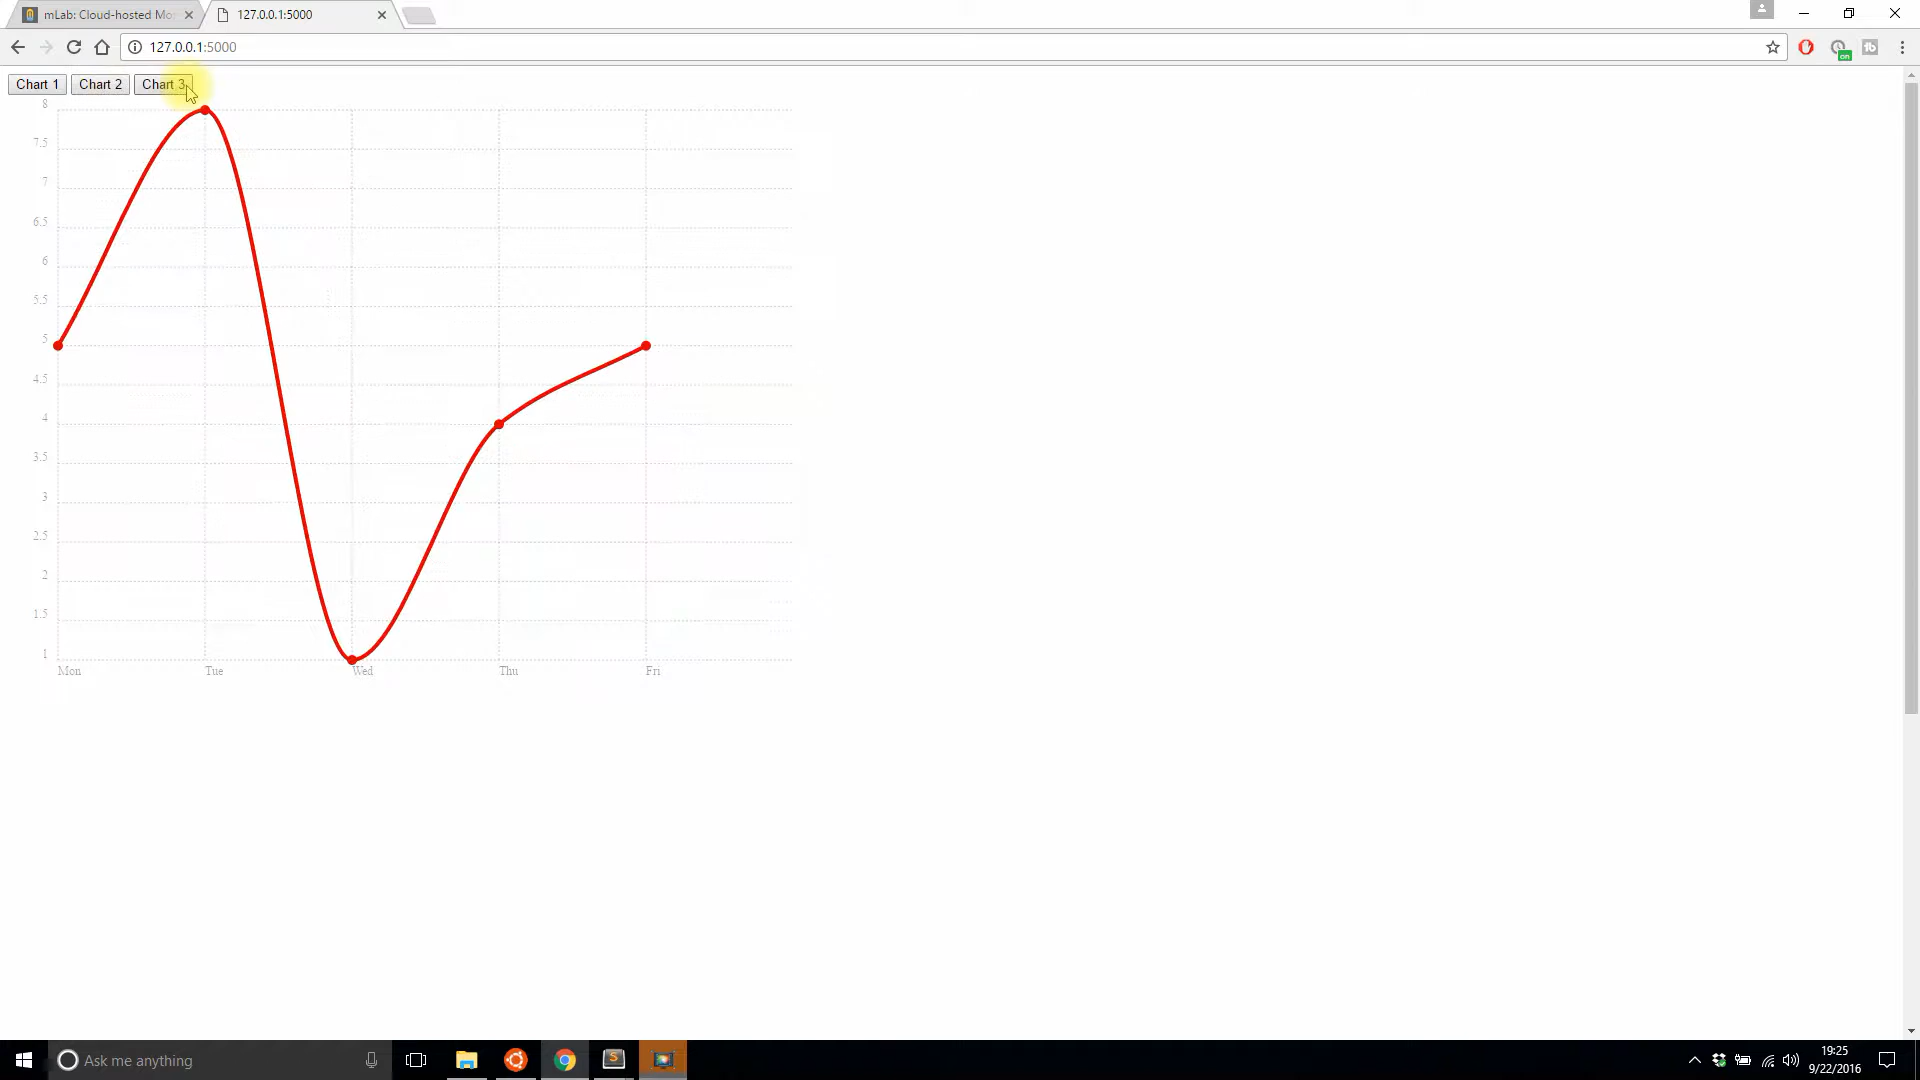 mLab: Cloud-hosted Mo
127.0.0.1:5000
127.0.0.1:5000
on
Chart 1
Chart 2
Chart 3
8
7.5
7
6.5
6
5.5
5
4.5
4
3.5
3
2.5
2
1.5
1
Mon
Tue
Wed
Thu
Fri
Ask me anything
19:25
9/22/2016